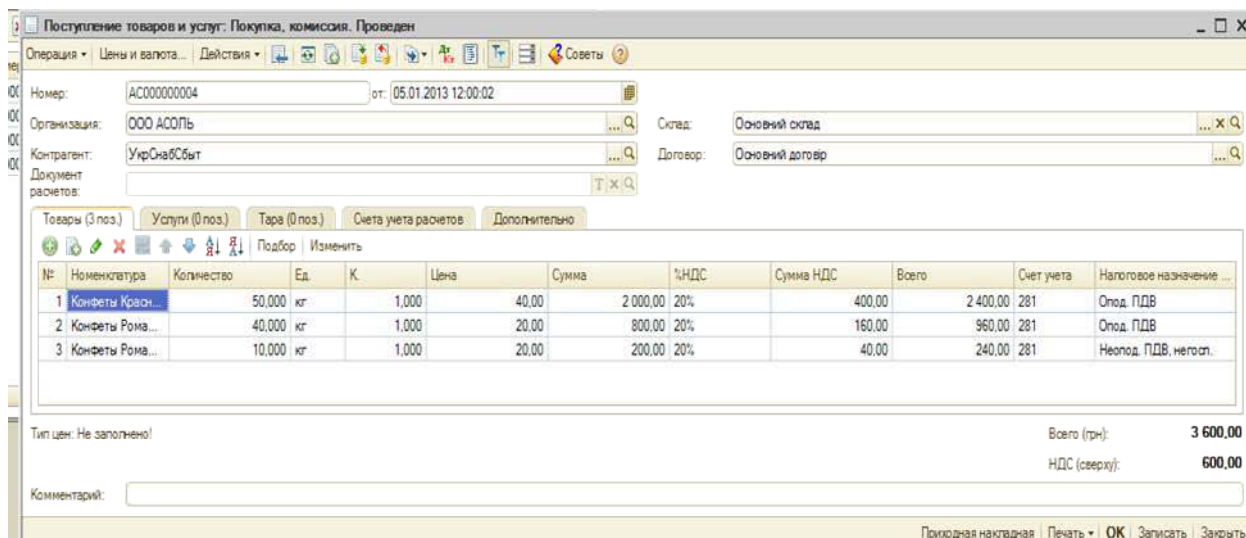 Поступление товаров и услуг: Покупка, комиссия. Проведен
Операция Цены и валюта... Действия Дт Кт Советы
Номер: АС000000004 от: 05.01.2013 12:00:02
Организация: ООО АСОЛЬ Склад: Основний склад
Контрагент: УкрСнабСбыт Договор: Основний договір
Документ расчетов:
Товары (3 поз.) Услуги (0 поз.) Тара (0 поз.) Счета учета расчетов Дополнительно
Подбор Изменить
№ Номенклатура Количество Ед. К. Цена Сумма %НДС Сумма НДС Всего Счет учета Налоговое назначение ...
1 Конфеты Красн... 50,000 кг 1,000 40,00 2 000,00 20% 400,00 2 400,00 281 Опод. ПДВ
2 Конфеты Рома... 40,000 кг 1,000 20,00 800,00 20% 160,00 960,00 281 Опод. ПДВ
3 Конфеты Рома... 10,000 кг 1,000 20,00 200,00 20% 40,00 240,00 281 Неопод. ПДВ, негосп.
Тип цен: Не заполнено! Всего (грн): 3 600,00
НДС (сверху): 600,00
Комментарий:
Приходная накладная Печать OK Записать Закрыть